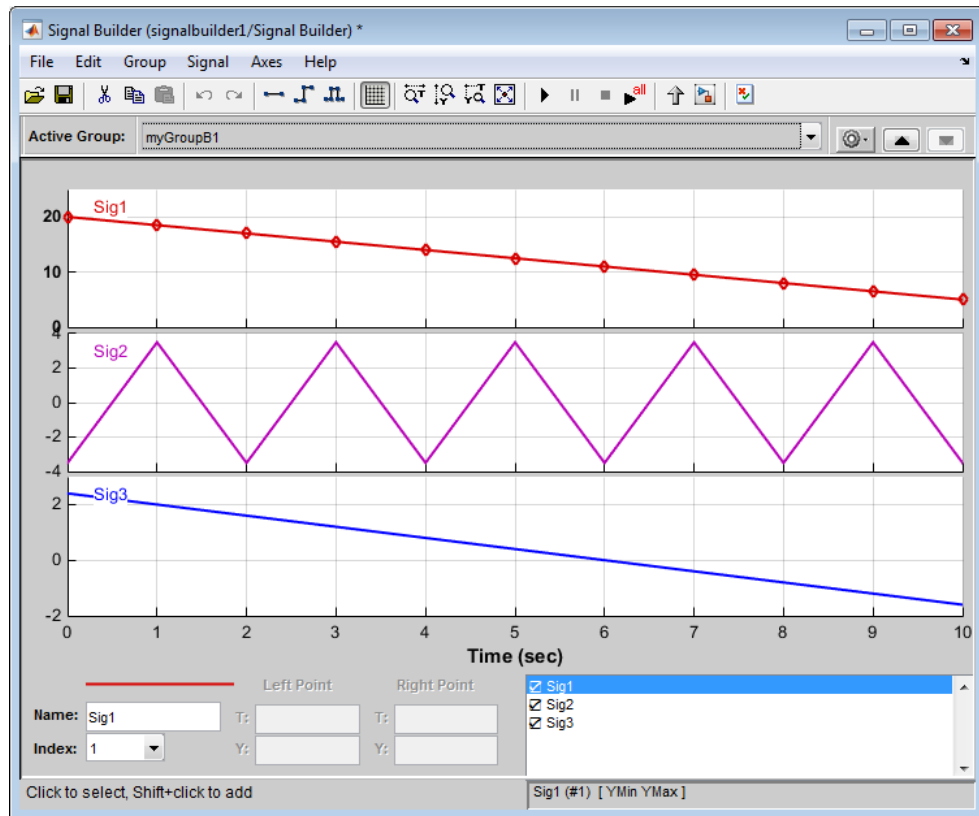 Signal Builder (signalbuilder1/Signal Builder) *
File Edit Group Signal Axes Help
all
Active Group: myGroupB1
Sig1
20
10
0
Sig2
4
2
0
-2
-4
Sig3
2
0
-2
0 1 2 3 4 5 6 7 8 9 10
Time (sec)
Left Point Right Point
Name: Sig1 T: T:
Index: 1 Y: Y:
Sig1
Sig2
Sig3
Click to select, Shift+click to add
Sig1 (#1) [ YMin YMax ]